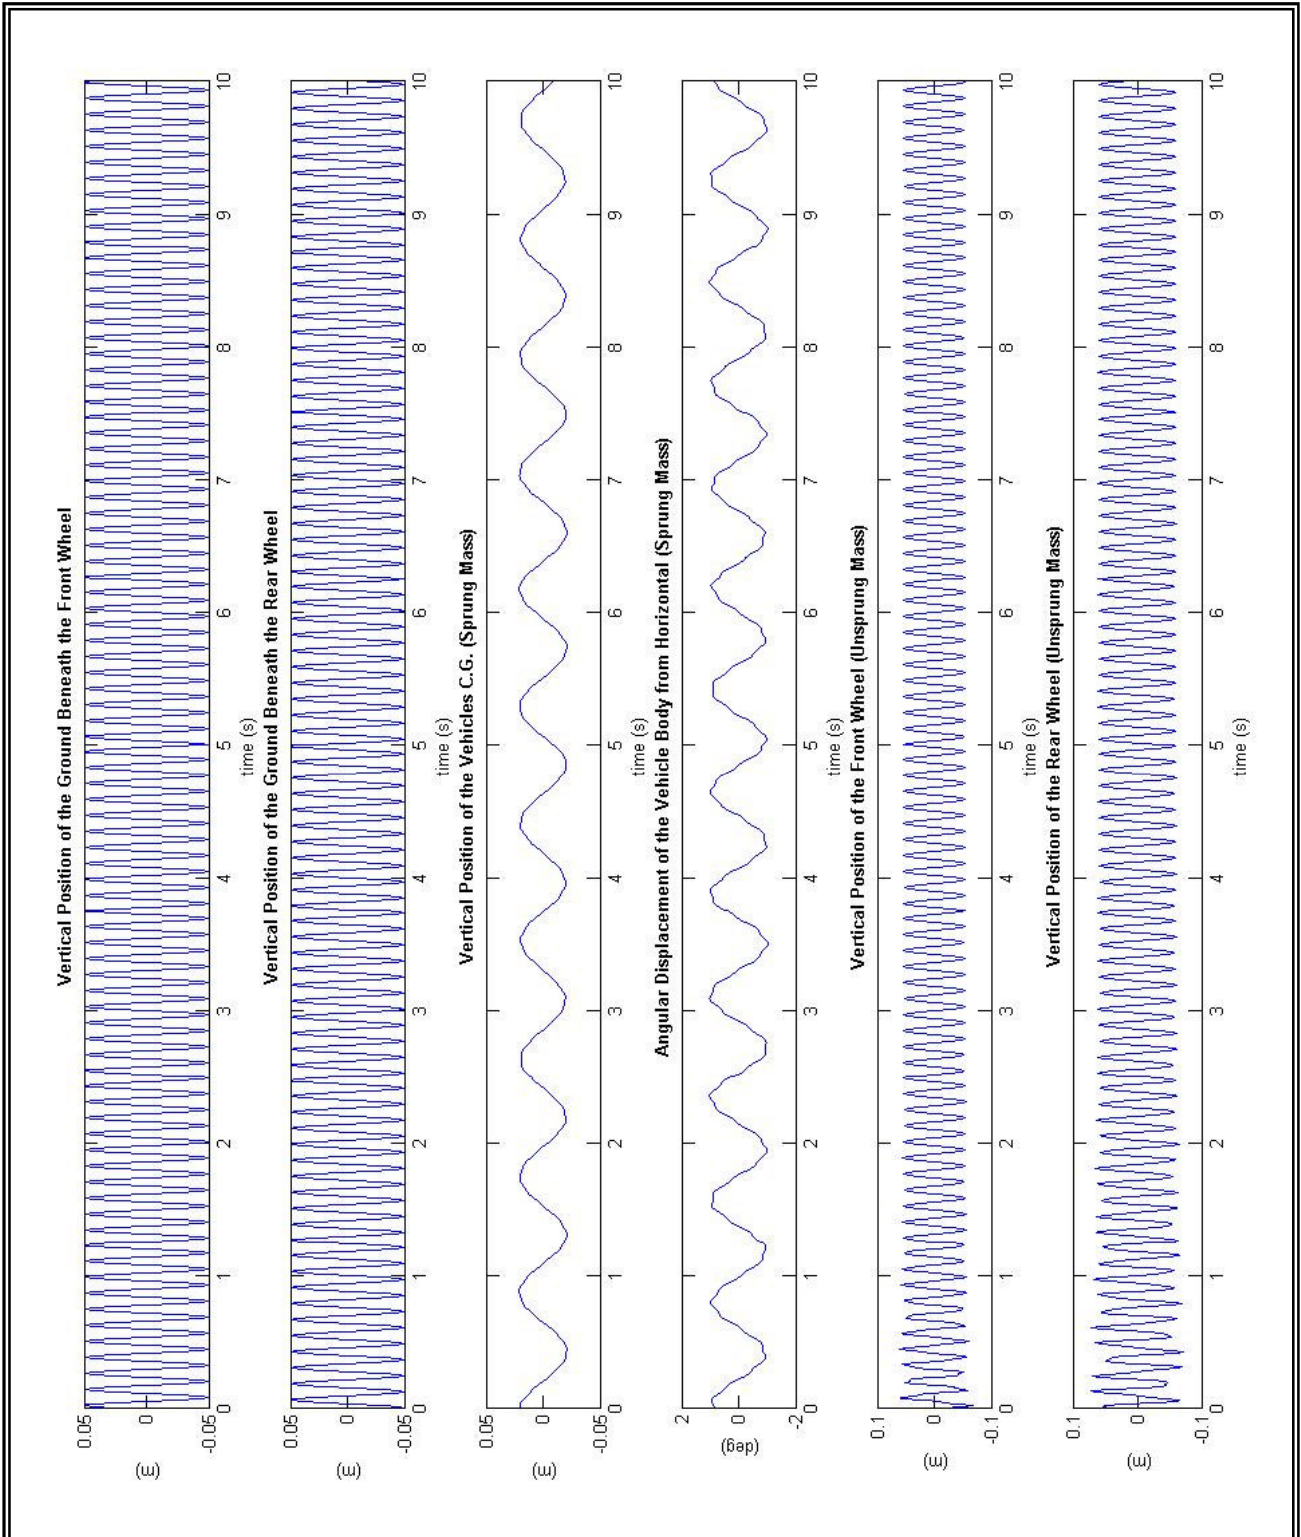 Vertical Position of the Ground Beneath the Front Wheel
0.05
0
-0.05
(m)
0 1 2 3 4 5 6 7 8 9 10
time (s)
Vertical Position of the Ground Beneath the Rear Wheel
0.05
0
-0.05
(m)
0 1 2 3 4 5 6 7 8 9 10
time (s)
Vertical Position of the Vehicles C.G. (Sprung Mass)
0.05
0
-0.05
(m)
0 1 2 3 4 5 6 7 8 9 10
time (s)
Angular Displacement of the Vehicle Body from Horizontal (Sprung Mass)
2
0
-2
(deg)
0 1 2 3 4 5 6 7 8 9 10
time (s)
Vertical Position of the Front Wheel (Unsprung Mass)
0.1
0
-0.1
(m)
0 1 2 3 4 5 6 7 8 9 10
time (s)
Vertical Position of the Rear Wheel (Unsprung Mass)
0.1
0
-0.1
(m)
0 1 2 3 4 5 6 7 8 9 10
time (s)